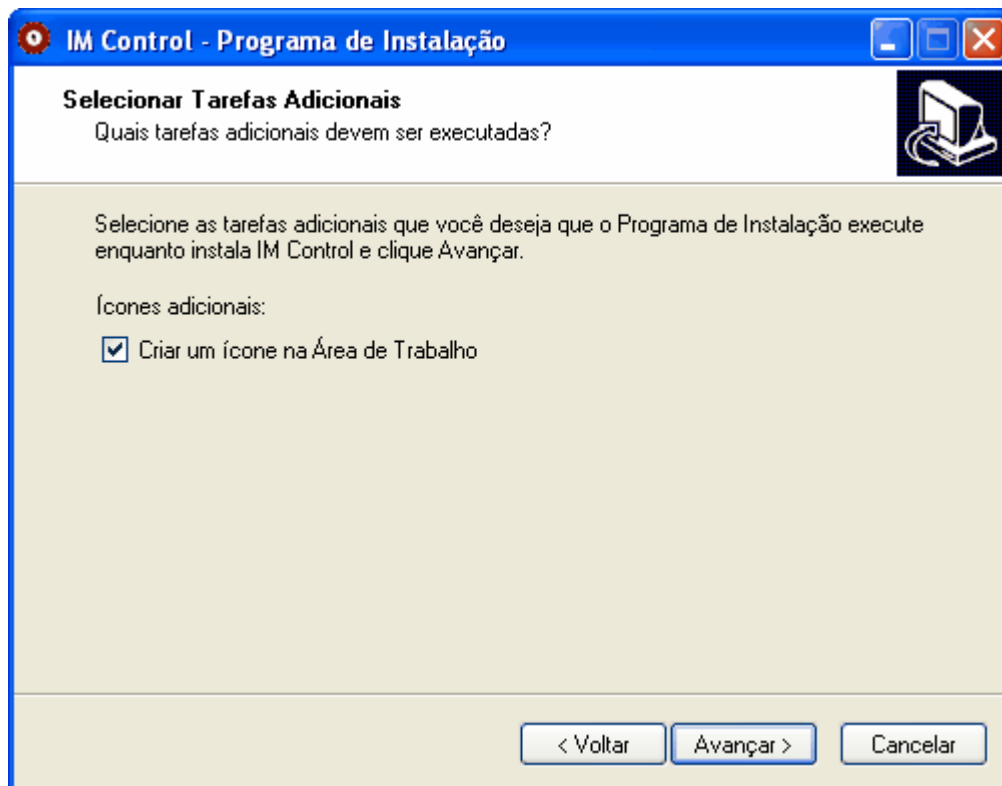 IM Control - Programa de Instalação
Selecionar Tarefas Adicionais
Quais tarefas adicionais devem ser executadas?
Selecione as tarefas adicionais que você deseja que o Programa de Instalação execute
enquanto instala IM Control e clique Avançar.
Ícones adicionais:
Criar um ícone na Área de Trabalho
< Voltar
Avançar >
Cancelar